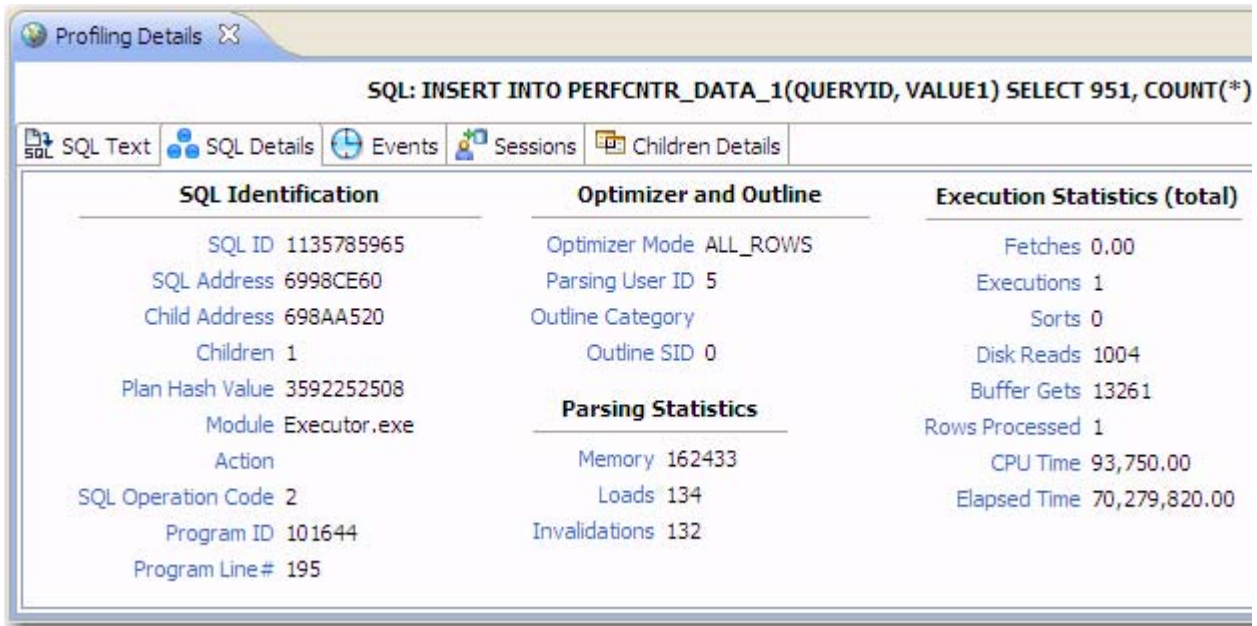 Profiling Details
SQL: INSERT INTO PERFCNTR_DATA_1(QUERYID, VALUE1) SELECT 951, COUNT(*)
SQL Text
SQL Details
Events
Sessions
Children Details
SQL Identification
SQL ID 1135785965
SQL Address 6998CE60
Child Address 698AA520
Children 1
Plan Hash Value 3592252508
Module Executor.exe
Action
SQL Operation Code 2
Program ID 101644
Program Line# 195
Optimizer and Outline
Optimizer Mode ALL_ROWS
Parsing User ID 5
Outline Category
Outline SID 0
Parsing Statistics
Memory 162433
Loads 134
Invalidations 132
Execution Statistics (total)
Fetches 0.00
Executions 1
Sorts 0
Disk Reads 1004
Buffer Gets 13261
Rows Processed 1
CPU Time 93,750.00
Elapsed Time 70,279,820.00